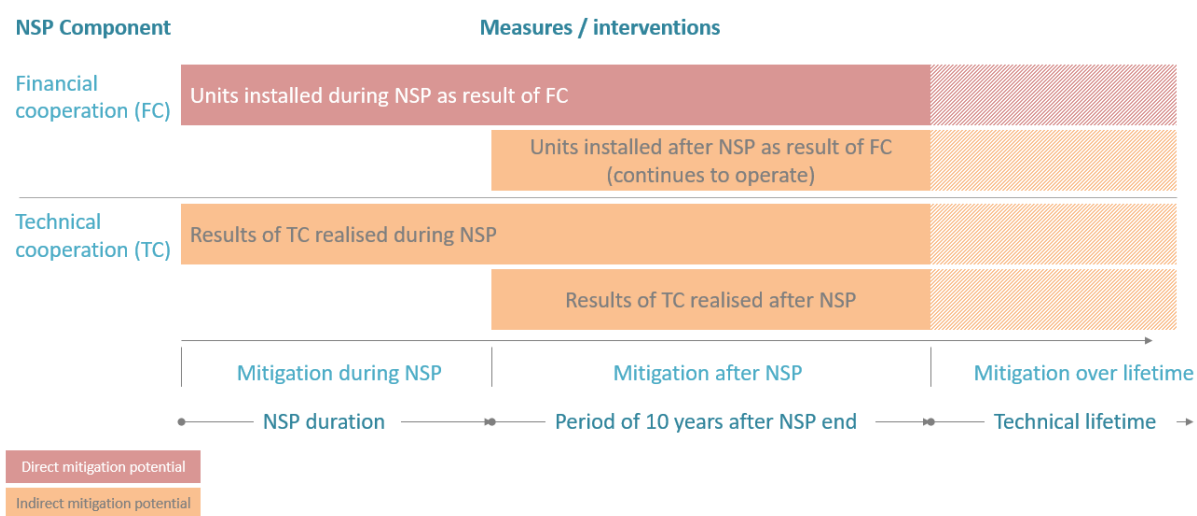 NSP Component
Measures / interventions
Financial
cooperation (FC)
Units installed during NSP as result of FC
Units installed after NSP as result of FC
(continues to operate)
Technical
cooperation (TC)
Results of TC realised during NSP
Results of TC realised after NSP
Mitigation during NSP
Mitigation after NSP
Mitigation over lifetime
NSP duration
Period of 10 years after NSP end
Technical lifetime
Direct mitigation potential
Indirect mitigation potential